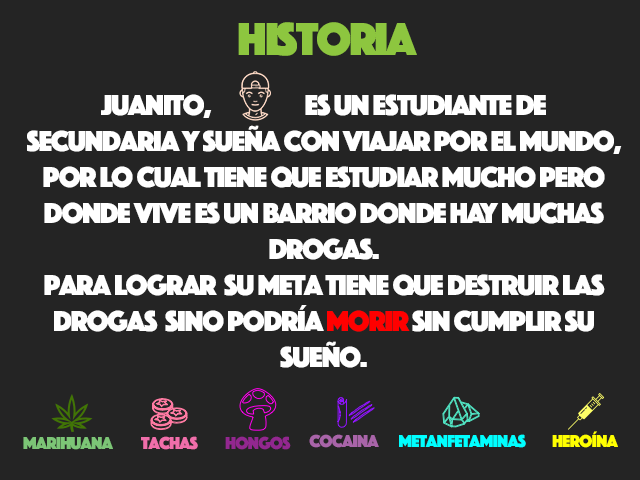 HISTORIA
JUANITO, ES UN ESTUDIANTE DE
SECUNDARIA Y SUEÑA CON VIAJAR POR EL MUNDO,
POR LO CUAL TIENE QUE ESTUDIAR MUCHO PERO
DONDE VIVE ES UN BARRIO DONDE HAY MUCHAS
DROGAS.
PARA LOGRAR SU META TIENE QUE DESTRUIR LAS
DROGAS SINO PODRÍA MORIR SIN CUMPLIR SU
SUEÑO.
MARIHUANA TACHAS HONGOS COCAINA METANFETAMINAS HEROÍNA